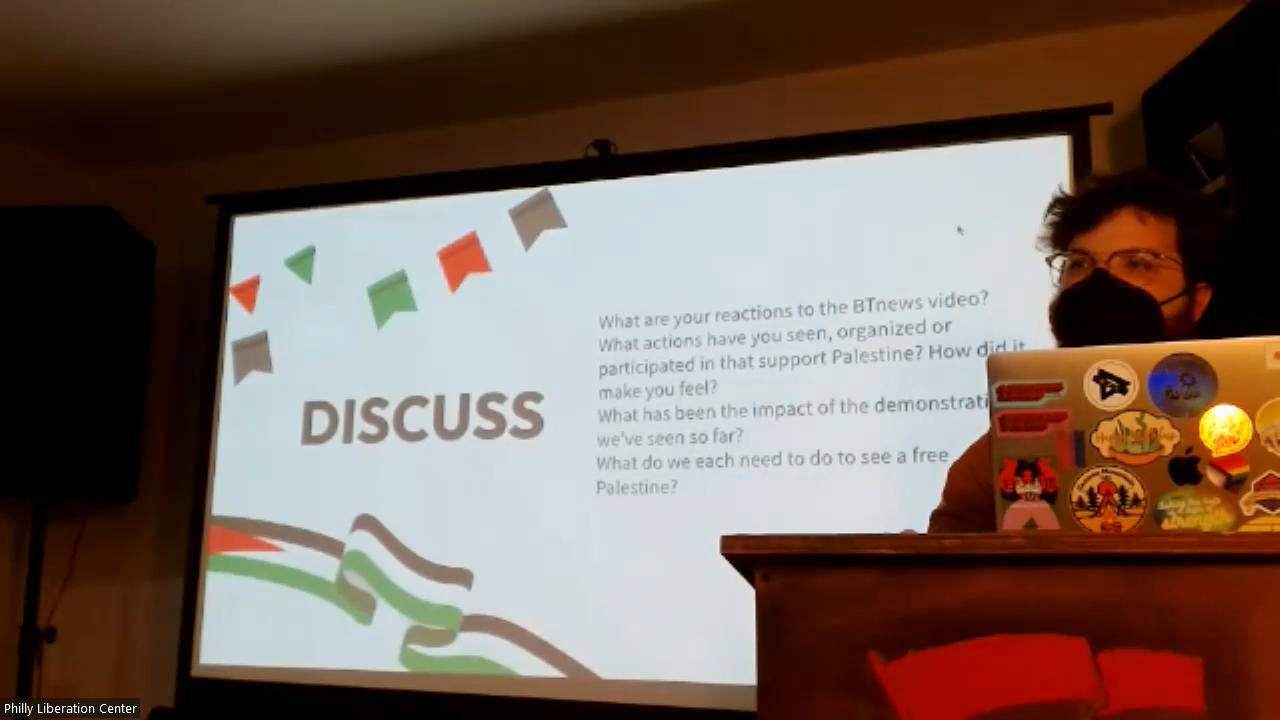 What are your reactions to the BTnews video?
What actions have you seen, organized or
participated in that support Palestine? How did it
make you feel?
DISCUSS
What has been the impact of the demonstrati
we've seen so far?
What do we each need to do to see a free
Palestine?
Philly Liberation Center